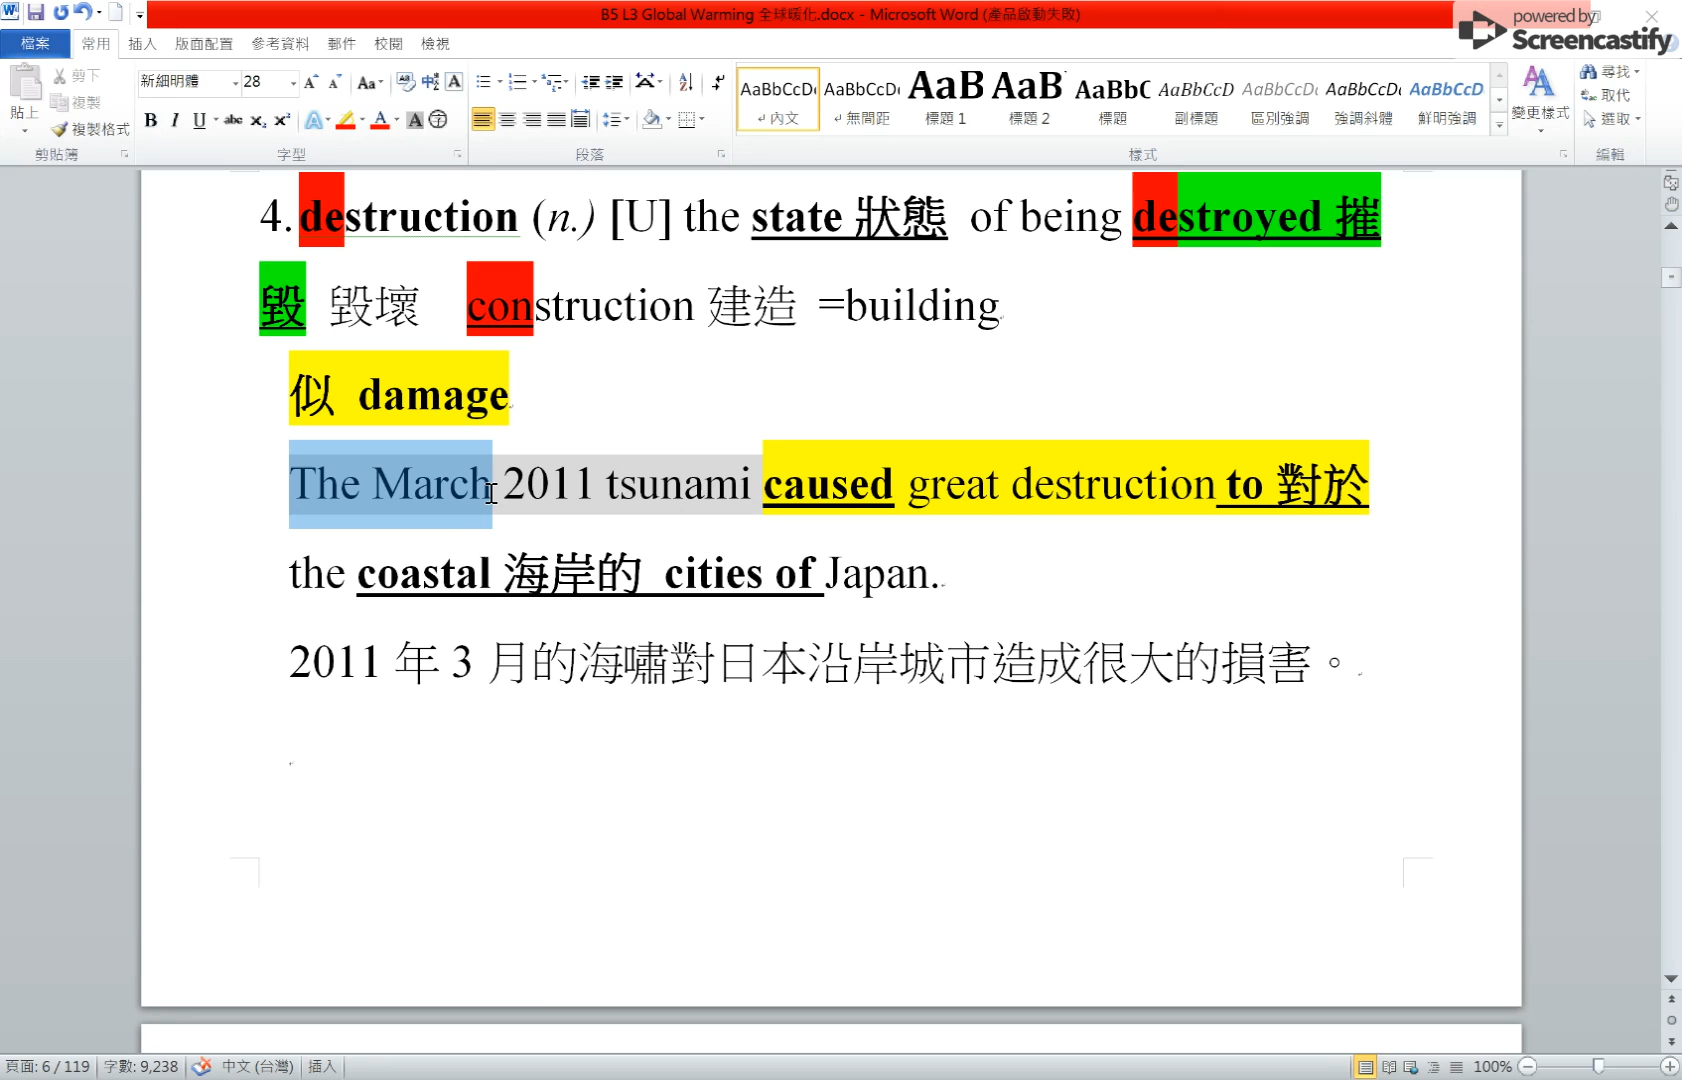 B5 L3 Global Warming 全球暖化.docx - Microsoft Word (產品啟動失敗)
powered by
Screencastify
檔案 常用 插入 版面配置 參考資料 郵件 校閱 檢視
貼上 剪下 複製 複製格式
新細明體 28
AaBbCcDc AaBbCcDc AaB AaB AaBbC AaBbCcD AaBbCcDc AaBbCcDc AaBbCcD
內文 無間距 標題 1 標題 2 標題 副標題 區別強調 強調斜體 鮮明強調
變更樣式
尋找
取代
選取
剪貼簿 字型 段落 樣式 編輯
4. destruction (n.) [U] the state 狀態 of being destroyed 摧
毀 毀壞 construction 建造 =building
似 damage
The March 2011 tsunami caused great destruction to 對於
the coastal 海岸的 cities of Japan.
2011 年 3 月的海嘯對日本沿岸城市造成很大的損害。
頁面: 6 / 119 字數: 9,238 中文 (台灣) 插入 100%